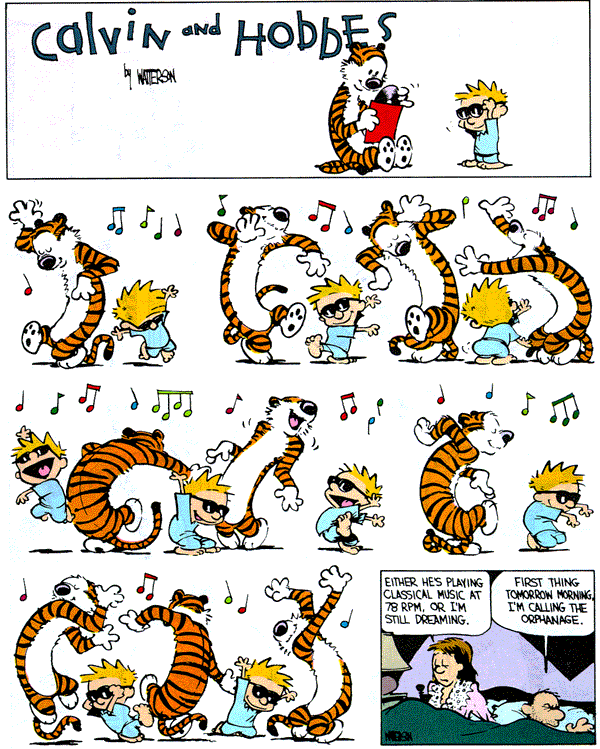 Calvin and HOBBES
by WATTERSON
EITHER HE'S PLAYING
CLASSICAL MUSIC AT
78 RPM, OR I'M
STILL DREAMING.
FIRST THING
TOMORROW MORNING,
I'M CALLING THE
ORPHANAGE.
WATTERSON